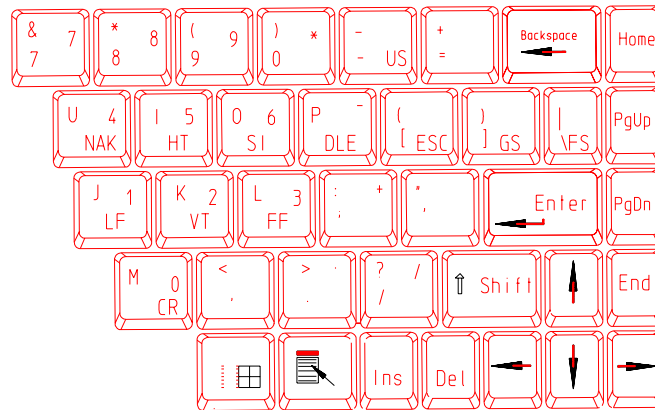 & 7 * 8 ( 9 ) * - + Backspace Home
7 8 9 0 - US =
U 4 I 5 O 6 P - ( ) | PgUp
NAK HT SI DLE [ ESC ] GS \FS
J 1 K 2 L 3 : + " Enter PgDn
LF VT FF ; ,
M 0 < > . ? / ⇧ Shift End
CR , . /
Ins Del